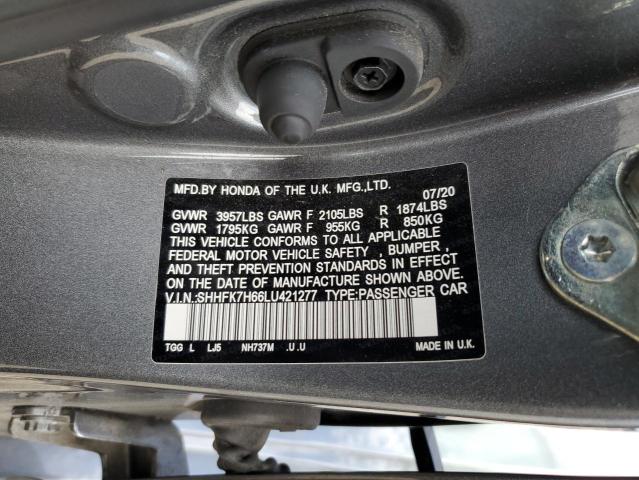 MFD.BY HONDA OF THE U.K. MFG.,LTD. 07/20
GVWR 3957LBS GAWR F 2105LBS R 1874LBS
GVWR 1795KG GAWR F 955KG R 850KG
THIS VEHICLE CONFORMS TO ALL APPLICABLE
FEDERAL MOTOR VEHICLE SAFETY , BUMPER ,
AND THEFT PREVENTION STANDARDS IN EFFECT
ON THE DATE OF MANUFACTURE SHOWN ABOVE.
V.I.N.:SHHFK7H66LU421277 TYPE:PASSENGER CAR
TGG L LJ5 NH737M .U.U MADE IN U.K.